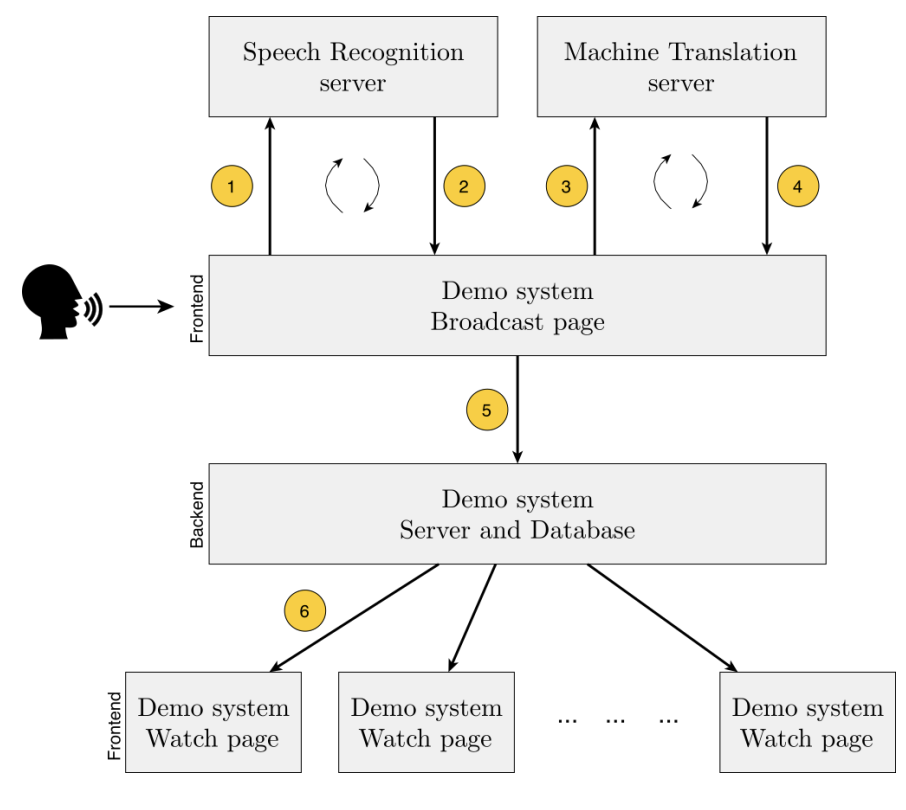 Speech Recognition
server
Machine Translation
server
1
2
3
4
Frontend
Demo system
Broadcast page
5
Backend
Demo system
Server and Database
6
Frontend
Demo system
Watch page
Demo system
Watch page
... ... ...
Demo system
Watch page